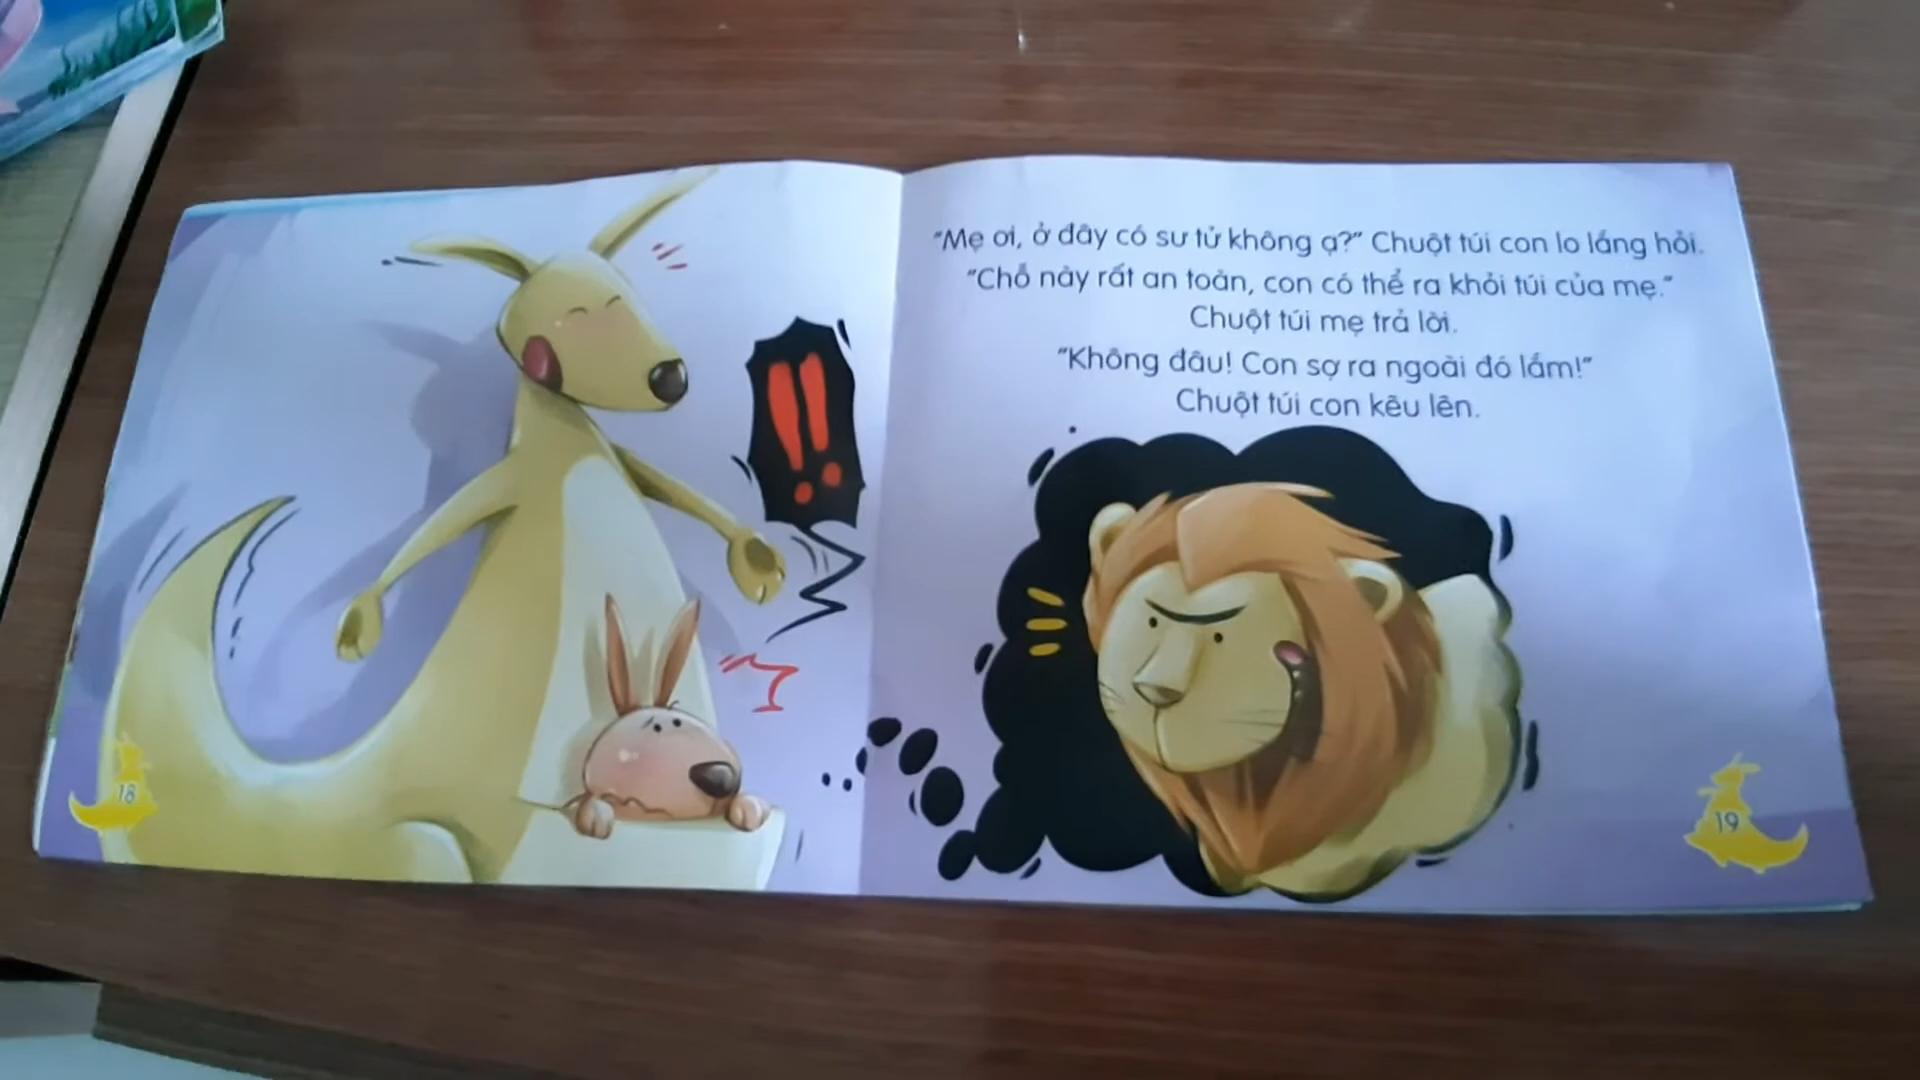 "Mẹ ơi, ở đây có sư tử không ạ?" Chuột túi con lo lắng hỏi.
"Chỗ này rất an toàn, con có thể ra khỏi túi của mẹ."
Chuột túi mẹ trả lời.
"Không đâu! Con sợ ra ngoài đó lắm!"
Chuột túi con kêu lên.
!!
18
19